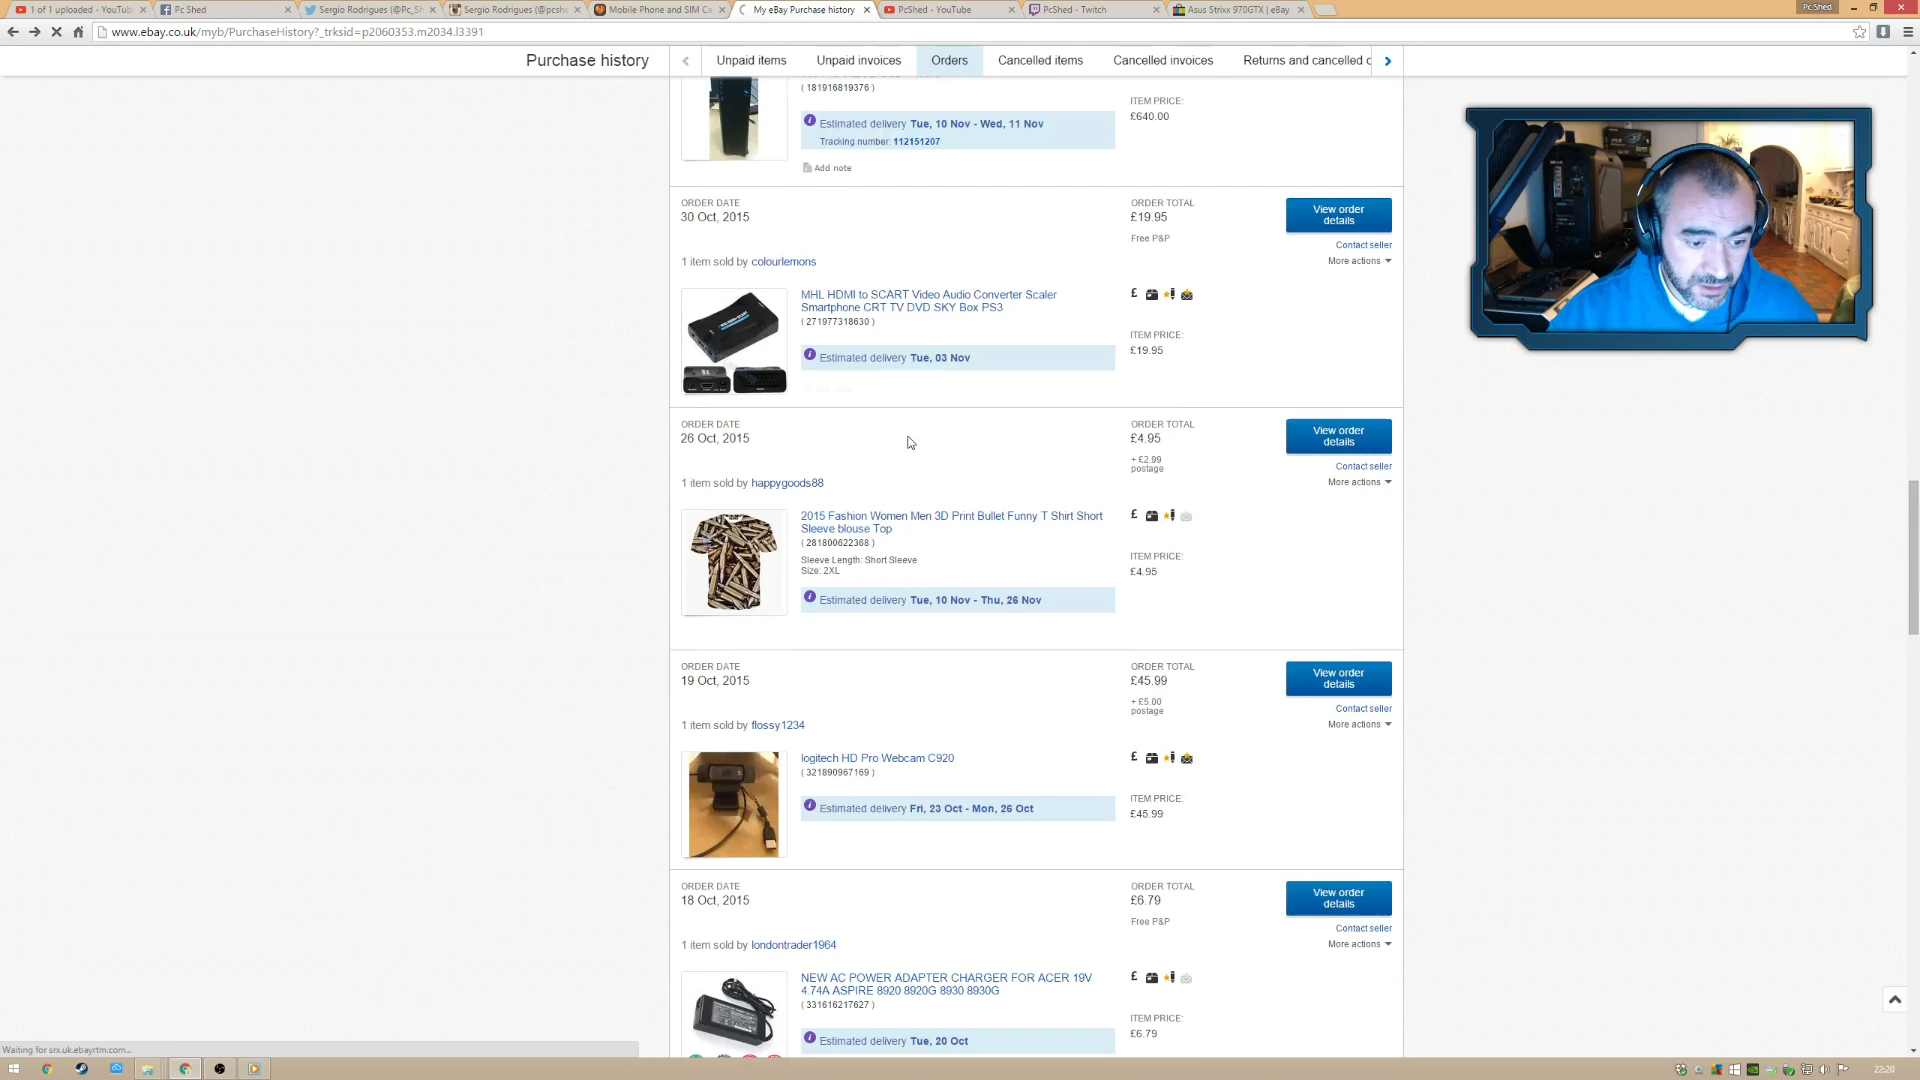 1 of 1 uploaded - YouTub
Pc Shed
Sergio Rodrigues (@Pc_Sh
Sergio Rodrigues (@pcshe
Mobile Phone and SIM Ca
My eBay Purchase history
PcShed - YouTube
PcShed - Twitch
Asus Strixx 970GTX | eBay
Pc Shed
www.ebay.co.uk/myb/PurchaseHistory?_trksid=p2060353.m2034.l3391
Purchase history
Unpaid items
Unpaid invoices
Orders
Cancelled items
Cancelled invoices
Returns and cancelled c
( 181916819376 )
ITEM PRICE:
£640.00
Estimated delivery Tue, 10 Nov - Wed, 11 Nov
Tracking number: 112151207
Add note
ORDER DATE
30 Oct, 2015
ORDER TOTAL
£19.95
Free P&P
View order details
Contact seller
More actions
1 item sold by colourlemons
MHL HDMI to SCART Video Audio Converter Scaler
Smartphone CRT TV DVD SKY Box PS3
( 271977318630 )
£
ITEM PRICE:
£19.95
Estimated delivery Tue, 03 Nov
ORDER DATE
26 Oct, 2015
ORDER TOTAL
£4.95
+ £2.99
postage
View order details
Contact seller
More actions
1 item sold by happygoods88
2015 Fashion Women Men 3D Print Bullet Funny T Shirt Short
Sleeve blouse Top
( 281800622368 )
Sleeve Length: Short Sleeve
Size: 2XL
£
ITEM PRICE:
£4.95
Estimated delivery Tue, 10 Nov - Thu, 26 Nov
ORDER DATE
19 Oct, 2015
ORDER TOTAL
£45.99
+ £5.00
postage
View order details
Contact seller
More actions
1 item sold by flossy1234
logitech HD Pro Webcam C920
( 321890967169 )
£
ITEM PRICE:
£45.99
Estimated delivery Fri, 23 Oct - Mon, 26 Oct
ORDER DATE
18 Oct, 2015
ORDER TOTAL
£6.79
Free P&P
View order details
Contact seller
More actions
1 item sold by londontrader1964
NEW AC POWER ADAPTER CHARGER FOR ACER 19V
4.74A ASPIRE 8920 8920G 8930 8930G
( 331616217627 )
£
ITEM PRICE:
£6.79
Estimated delivery Tue, 20 Oct
Waiting for srx.uk.ebayrtm.com...
22:20